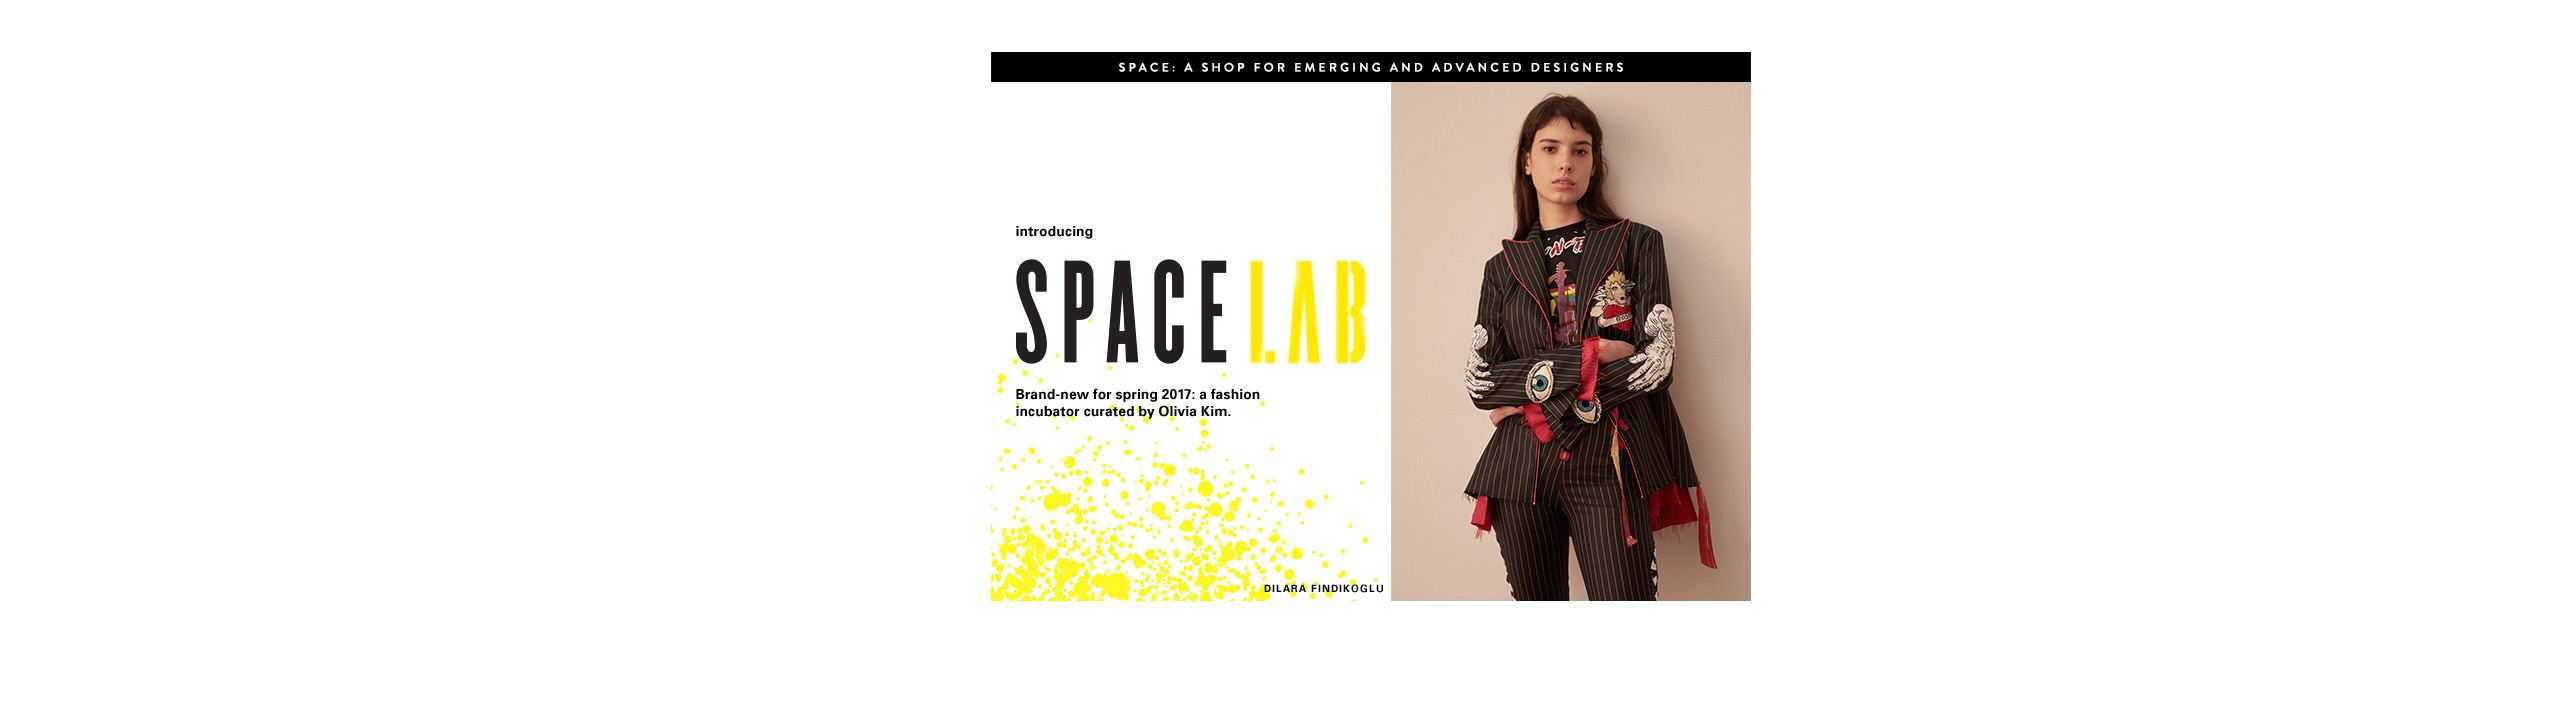 SPACE: A SHOP FOR EMERGING AND ADVANCED DESIGNERS
introducing
SPACE LAB
Brand-new for spring 2017: a fashion
incubator curated by Olivia Kim.
DILARA FINDIKOGLU